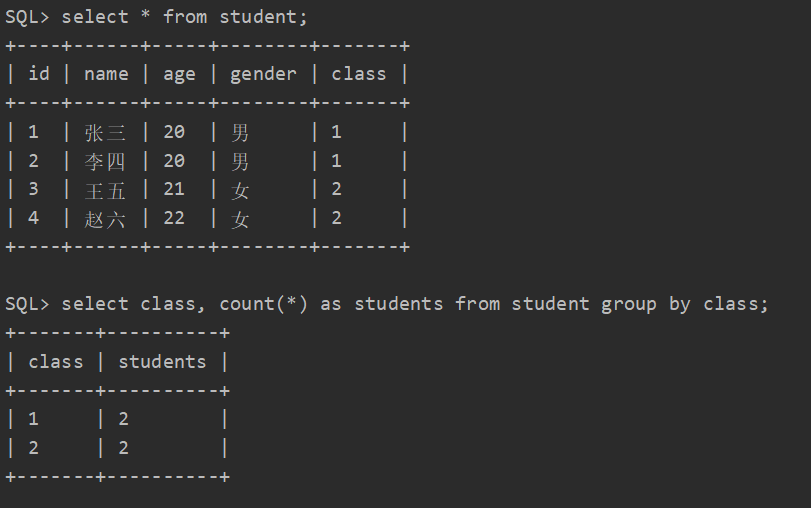 SQL> select * from student;
+----+------+-----+--------+-------+
| id | name | age | gender | class |
+----+------+-----+--------+-------+
| 1  | 张三 | 20  | 男      | 1     |
| 2  | 李四 | 20  | 男      | 1     |
| 3  | 王五 | 21  | 女      | 2     |
| 4  | 赵六 | 22  | 女      | 2     |
+----+------+-----+--------+-------+
SQL> select class, count(*) as students from student group by class;
+-------+----------+
| class | students |
+-------+----------+
| 1     | 2        |
| 2     | 2        |
+-------+----------+